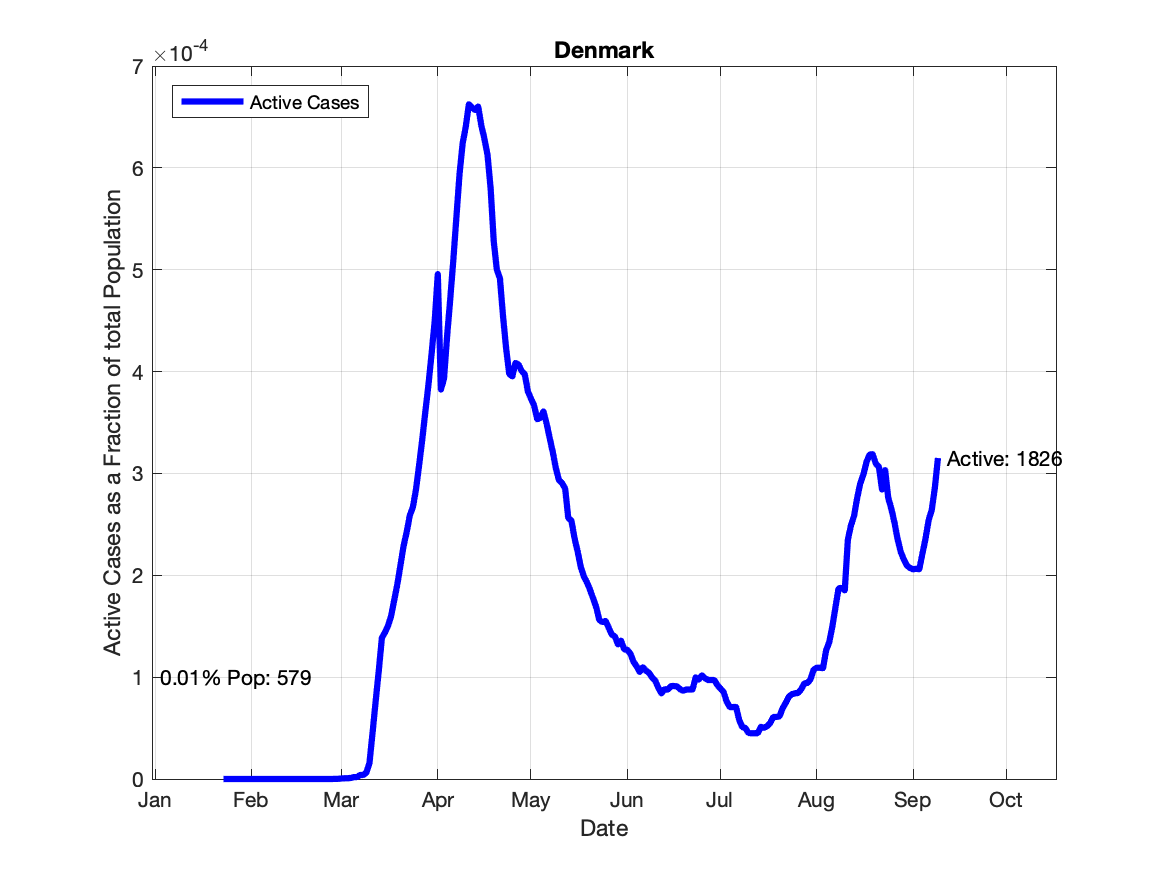 Denmark
×10-4
Active Cases
7
6
5
4
3
2
1
0
Active Cases as a Fraction of total Population
Active: 1826
0.01% Pop: 579
Jan Feb Mar Apr May Jun Jul Aug Sep Oct
Date